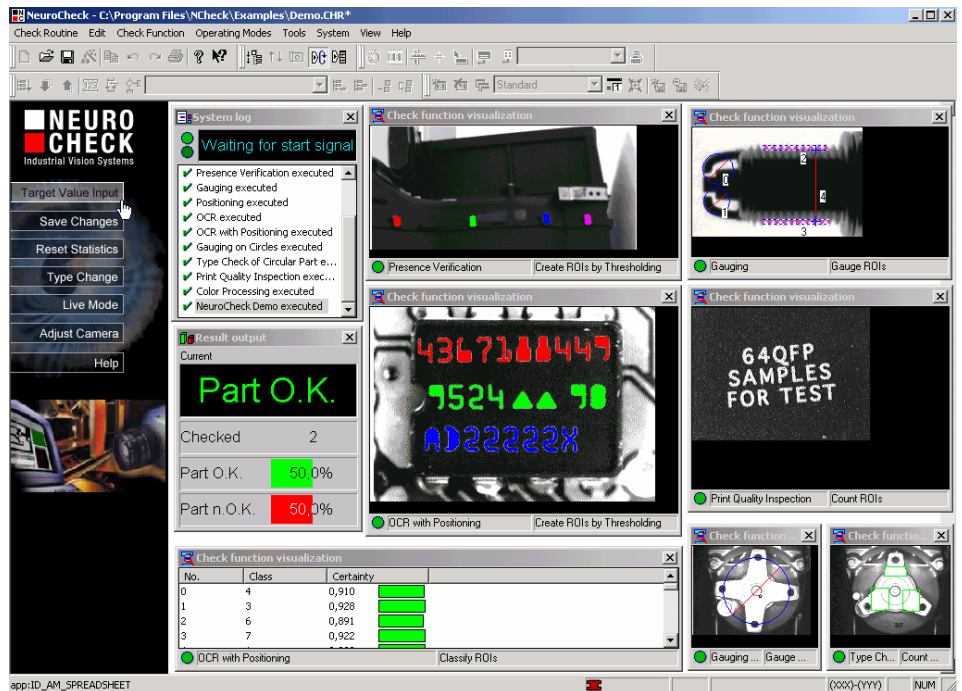 NeuroCheck - C:\Program Files\NCheck\Examples\Demo.CHR*
Check Routine Edit Check Function Operating Modes Tools System View Help
Standard
NEURO
CHECK
Industrial Vision Systems
Target Value Input
Save Changes
Reset Statistics
Type Change
Live Mode
Adjust Camera
Help
System log
Waiting for start signal
Presence Verification executed
Gauging executed
Positioning executed
OCR executed
OCR with Positioning executed
Gauging on Circles executed
Type Check of Circular Part e...
Print Quality Inspection exec...
Color Processing executed
NeuroCheck Demo executed
Result output
Current
Part O.K.
Checked 2
Part O.K. 50,0%
Part n.O.K. 50,0%
Check function visualization
Presence Verification Create ROIs by Thresholding
Check function visualization
0
1
2
3
4
Gauging Gauge ROIs
Check function visualization
9524 ▲▲ 98
AD22222X
OCR with Positioning Create ROIs by Thresholding
Check function visualization
64QFP
SAMPLES
FOR TEST
Print Quality Inspection Count ROIs
Check function visualization
No. Class Certainty
0 4 0,910
1 3 0,928
2 6 0,891
3 7 0,922
OCR with Positioning Classify ROIs
Check function ...
Gauging ... Gauge ...
Check functio...
Type Ch... Count ...
app:ID_AM_SPREADSHEET (XXX)-(YYY) NUM